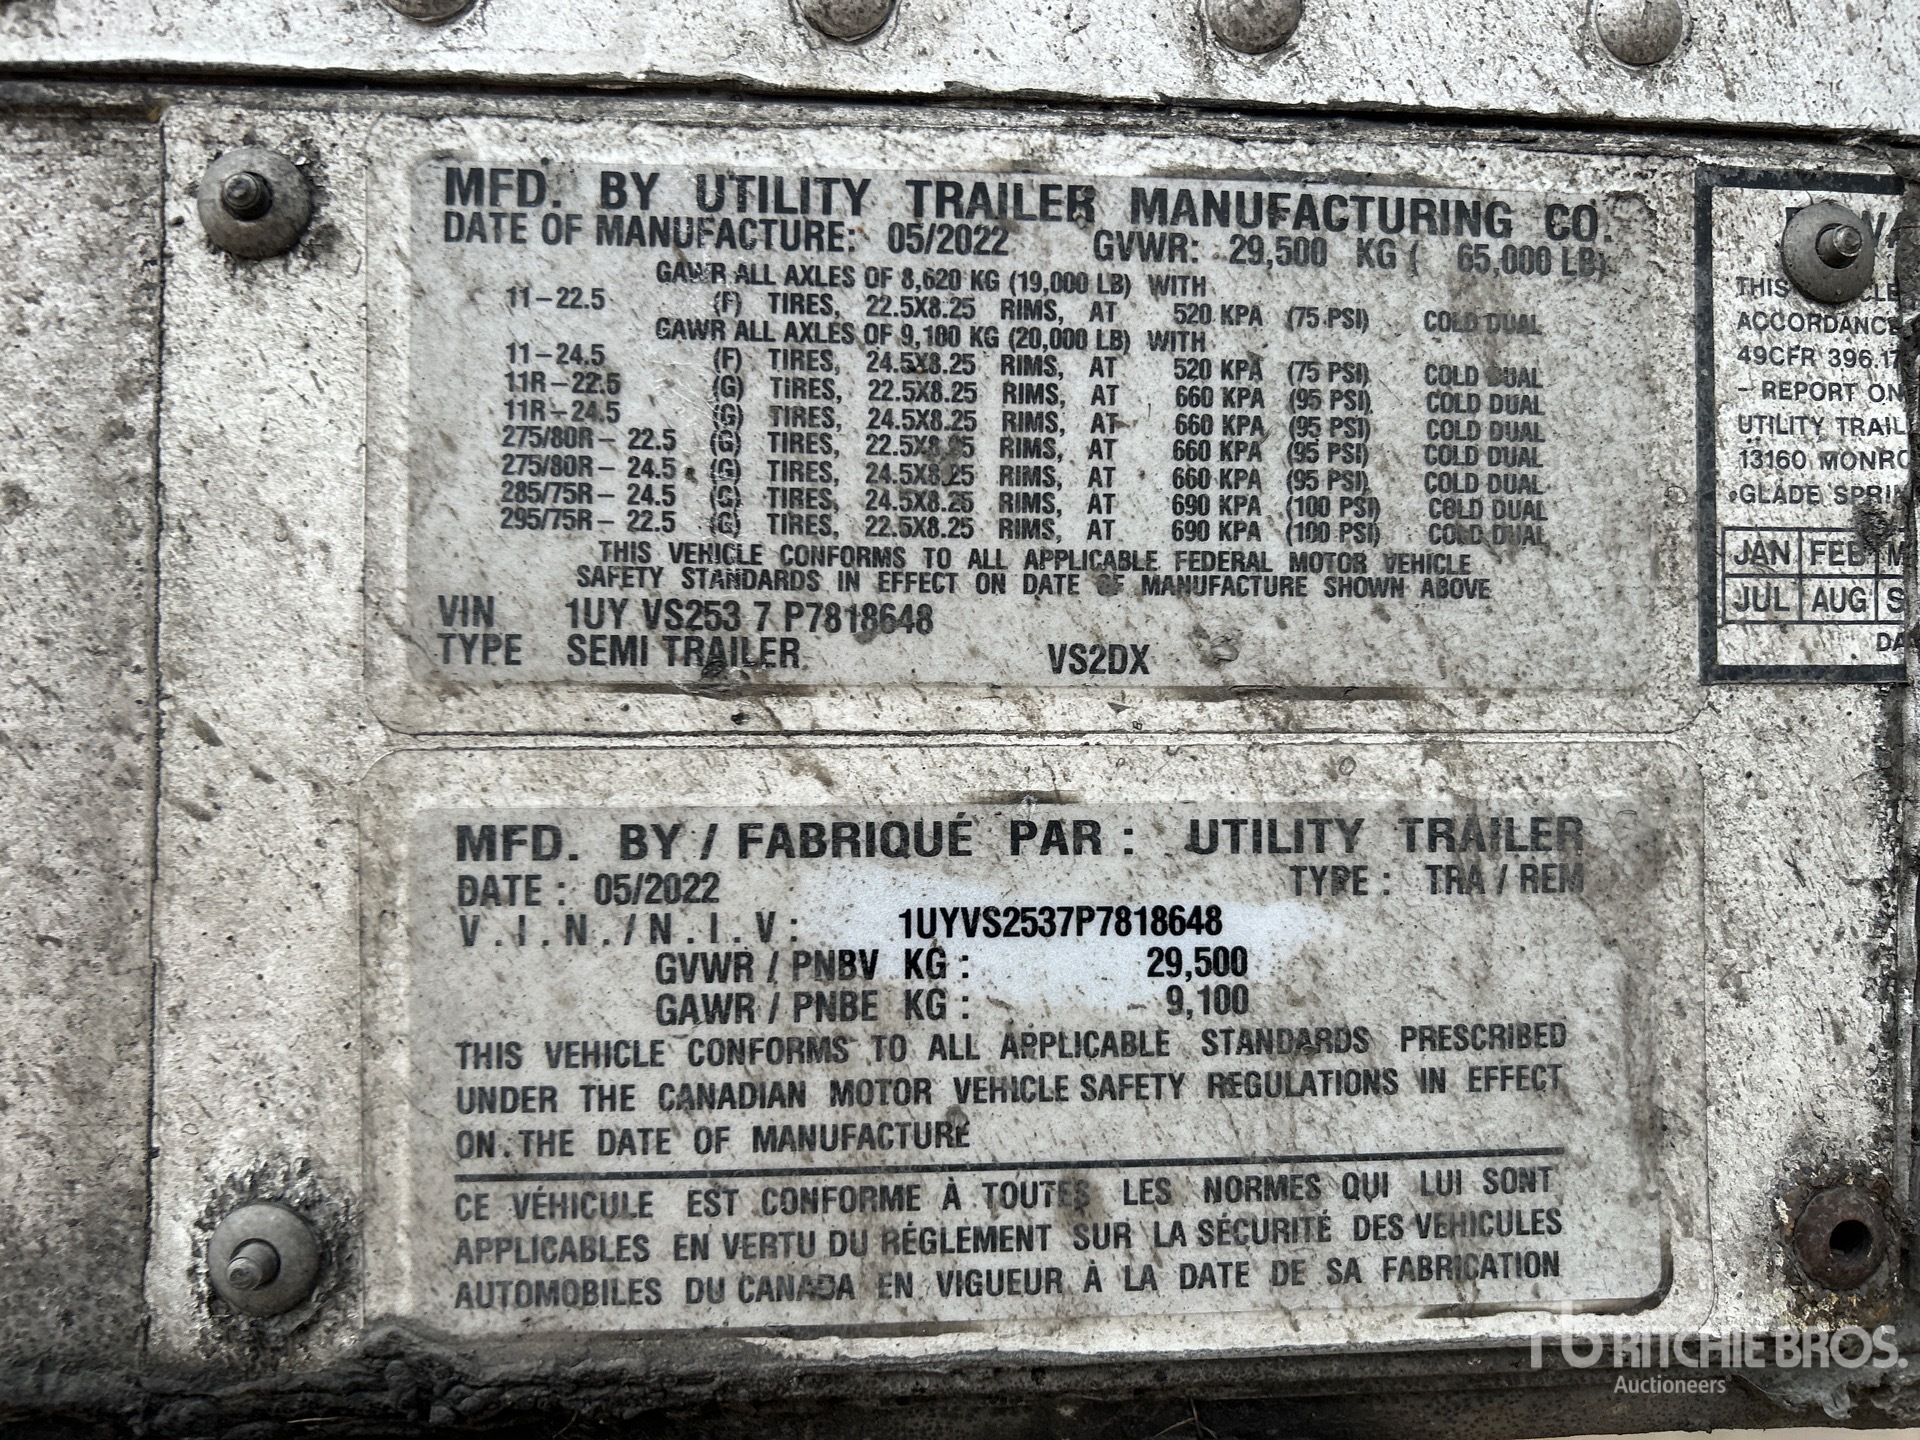 MFD. BY UTILITY TRAILER MANUFACTURING CO.
DATE OF MANUFACTURE: 05/2022 GVWR: 29,500 KG ( 65,000 LB)
GAWR ALL AXLES OF 8,620 KG (19,000 LB) WITH
11-22.5 (F) TIRES, 22.5X8.25 RIMS, AT 520 KPA (75 PSI) COLD DUAL
GAWR ALL AXLES OF 9,100 KG (20,000 LB) WITH
11-24.5 (F) TIRES, 24.5X8.25 RIMS, AT 520 KPA (75 PSI) COLD DUAL
11R-22.5 (G) TIRES, 22.5X8.25 RIMS, AT 660 KPA (95 PSI) COLD DUAL
11R-24.5 (G) TIRES, 24.5X8.25 RIMS, AT 660 KPA (95 PSI) COLD DUAL
275/80R-22.5 (G) TIRES, 22.5X8.25 RIMS, AT 660 KPA (95 PSI) COLD DUAL
275/80R-24.5 (G) TIRES, 24.5X8.25 RIMS, AT 660 KPA (95 PSI) COLD DUAL
285/75R-24.5 (G) TIRES, 24.5X8.25 RIMS, AT 690 KPA (100 PSI) COLD DUAL
295/75R-22.5 (G) TIRES, 22.5X8.25 RIMS, AT 690 KPA (100 PSI) COLD DUAL
THIS VEHICLE CONFORMS TO ALL APPLICABLE FEDERAL MOTOR VEHICLE
SAFETY STANDARDS IN EFFECT ON DATE OF MANUFACTURE SHOWN ABOVE
VIN 1UY VS253 7 P7818648
TYPE SEMI TRAILER VS2DX
THIS
ACCORDANCE
49CFR 396.17
- REPORT ON
UTILITY TRAIL
13160 MONRO
GLADE SPRIN
JAN FEB M
JUL AUG S
DA
MFD. BY / FABRIQUÉ PAR : UTILITY TRAILER
DATE : 05/2022 TYPE : TRA / REM
V.I.N./N.I.V: 1UYVS2537P7818648
GVWR / PNBV KG : 29,500
GAWR / PNBE KG : 9,100
THIS VEHICLE CONFORMS TO ALL APPLICABLE STANDARDS PRESCRIBED
UNDER THE CANADIAN MOTOR VEHICLE SAFETY REGULATIONS IN EFFECT
ON THE DATE OF MANUFACTURE
CE VÉHICULE EST CONFORME À TOUTES LES NORMES QUI LUI SONT
APPLICABLES EN VERTU DU RÉGLEMENT SUR LA SÉCURITÉ DES VEHICULES
AUTOMOBILES DU CANADA EN VIGUEUR À LA DATE DE SA FABRICATION
RITCHIE BROS.
Auctioneers